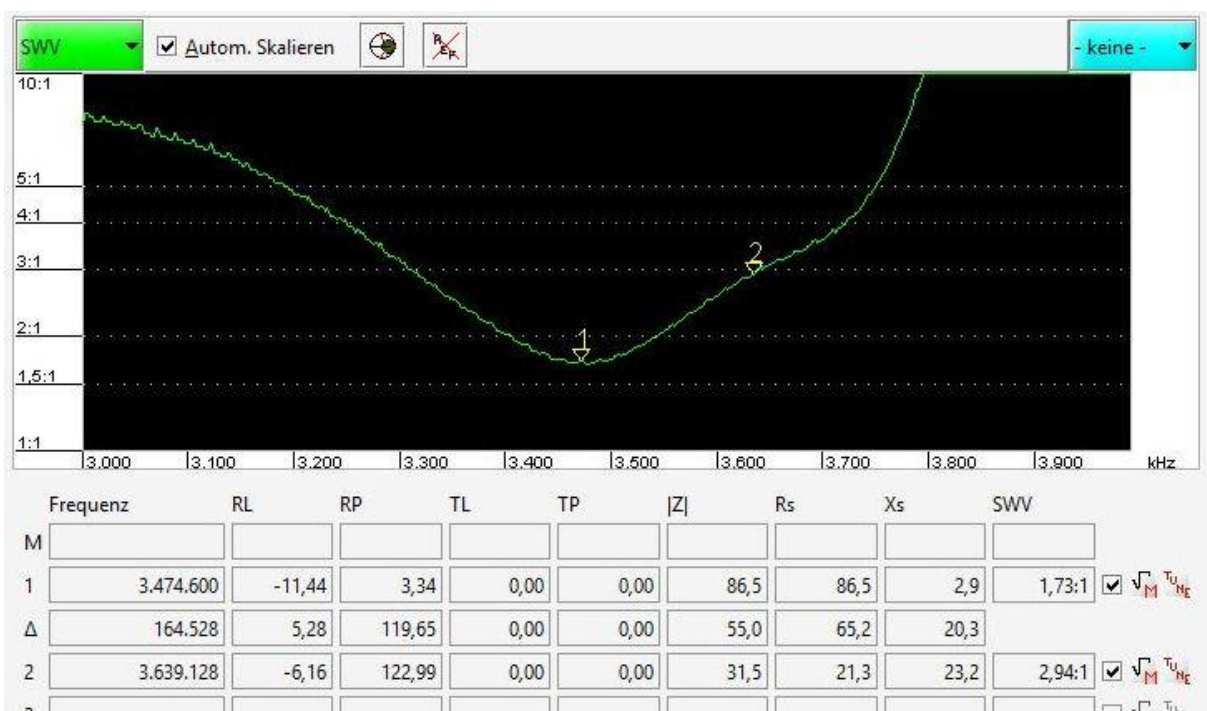 SWV Autom. Skalieren REF - keine -
10:1
5:1
4:1
3:1
2:1
1,5:1
1:1
2
1
3.000 3.100 3.200 3.300 3.400 3.500 3.600 3.700 3.800 3.900 kHz
Frequenz RL RP TL TP |Z| Rs Xs SWV
M
1 3.474.600 -11,44 3,34 0,00 0,00 86,5 86,5 2,9 1,73:1 √M TUNE
Δ 164.528 5,28 119,65 0,00 0,00 55,0 65,2 20,3
2 3.639.128 -6,16 122,99 0,00 0,00 31,5 21,3 23,2 2,94:1 √M TUNE